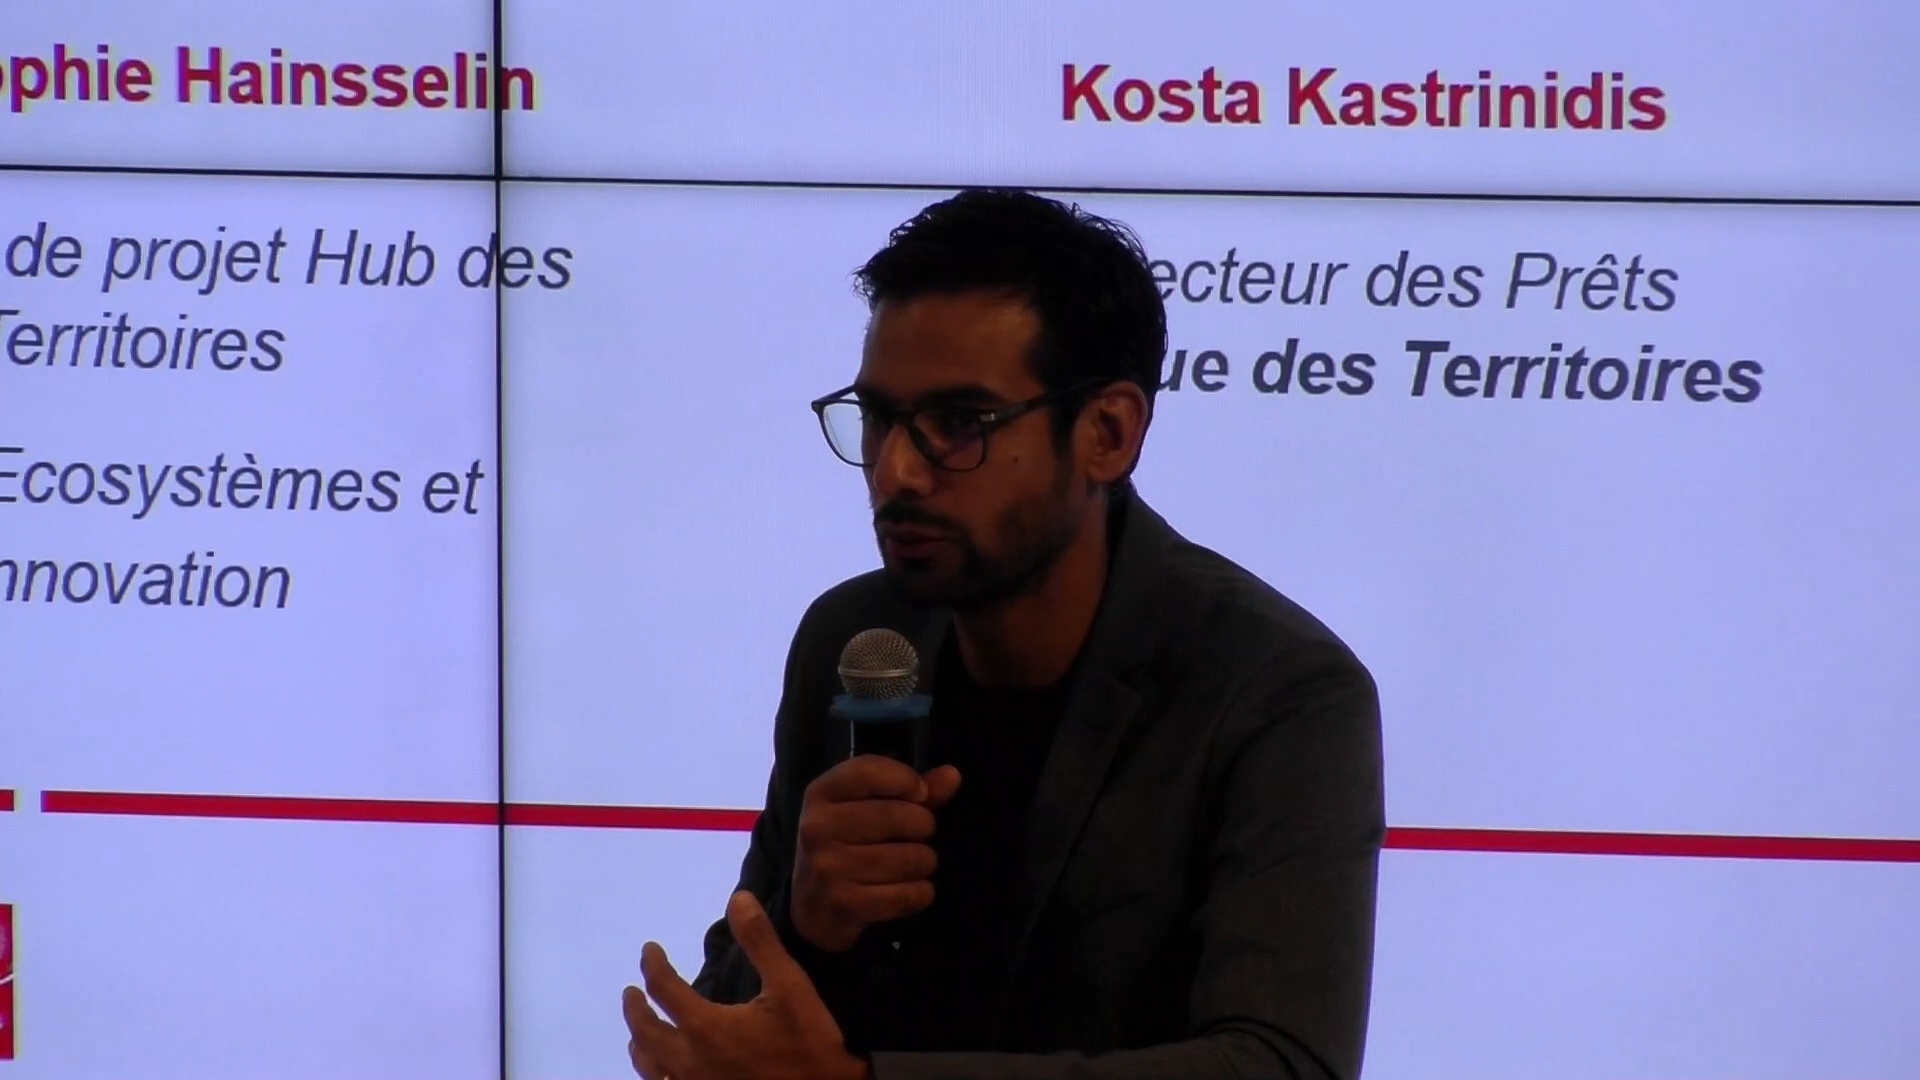 ophie Hainsselin
de projet Hub des
Territoires
Ecosystèmes et
nnovation
Kosta Kastrinidis
ecteur des Prêts
ue des Territoires